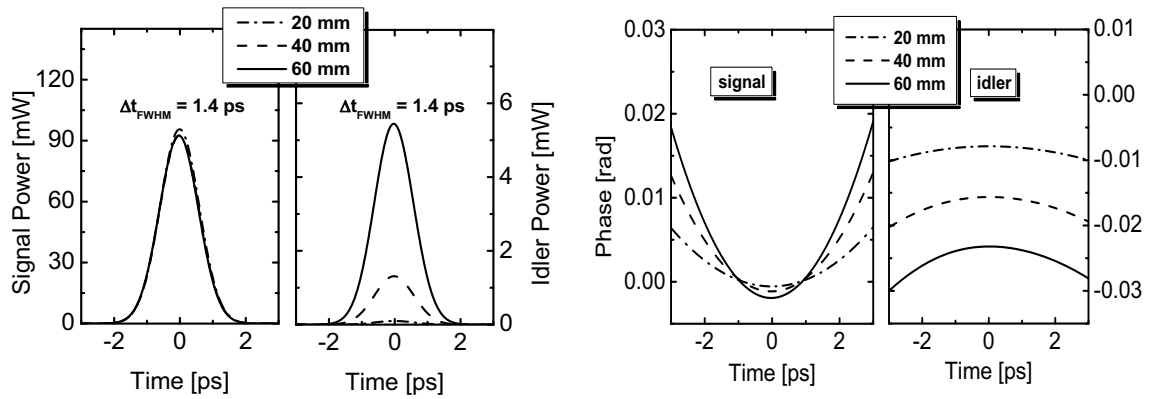 20 mm
40 mm
60 mm
Δt_FWHM = 1.4 ps
Δt_FWHM = 1.4 ps
Signal Power [mW]
120
90
60
30
0
-2 0 2
Time [ps]
-2 0 2
Time [ps]
6
4
2
0
Idler Power [mW]
20 mm
40 mm
60 mm
signal
idler
Phase [rad]
0.03
0.02
0.01
0.00
-2 0 2
Time [ps]
-2 0 2
Time [ps]
0.01
0.00
-0.01
-0.02
-0.03